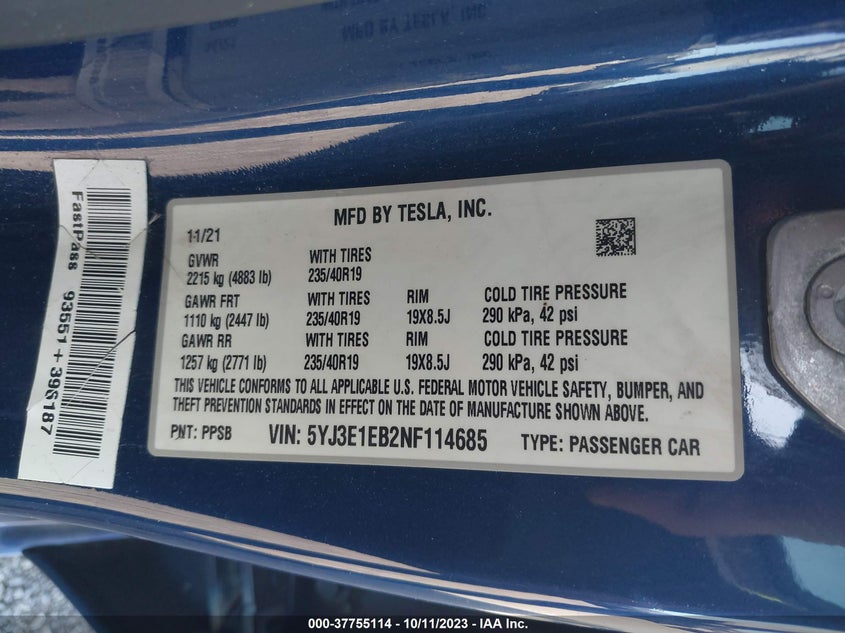 MFD BY TESLA, INC.
11/21
GVWR
2215 kg (4883 lb)
WITH TIRES
235/40R19
GAWR FRT
1110 kg (2447 lb)
WITH TIRES
235/40R19
RIM
19X8.5J
COLD TIRE PRESSURE
290 kPa, 42 psi
GAWR RR
1257 kg (2771 lb)
WITH TIRES
235/40R19
RIM
19X8.5J
COLD TIRE PRESSURE
290 kPa, 42 psi
THIS VEHICLE CONFORMS TO ALL APPLICABLE U.S. FEDERAL MOTOR VEHICLE SAFETY, BUMPER, AND
THEFT PREVENTION STANDARDS IN EFFECT ON THE DATE OF MANUFACTURE SHOWN ABOVE.
PNT: PPSB VIN: 5YJ3E1EB2NF114685 TYPE: PASSENGER CAR
FastPass 93551+396187
000-37755114 - 10/11/2023 - IAA Inc.